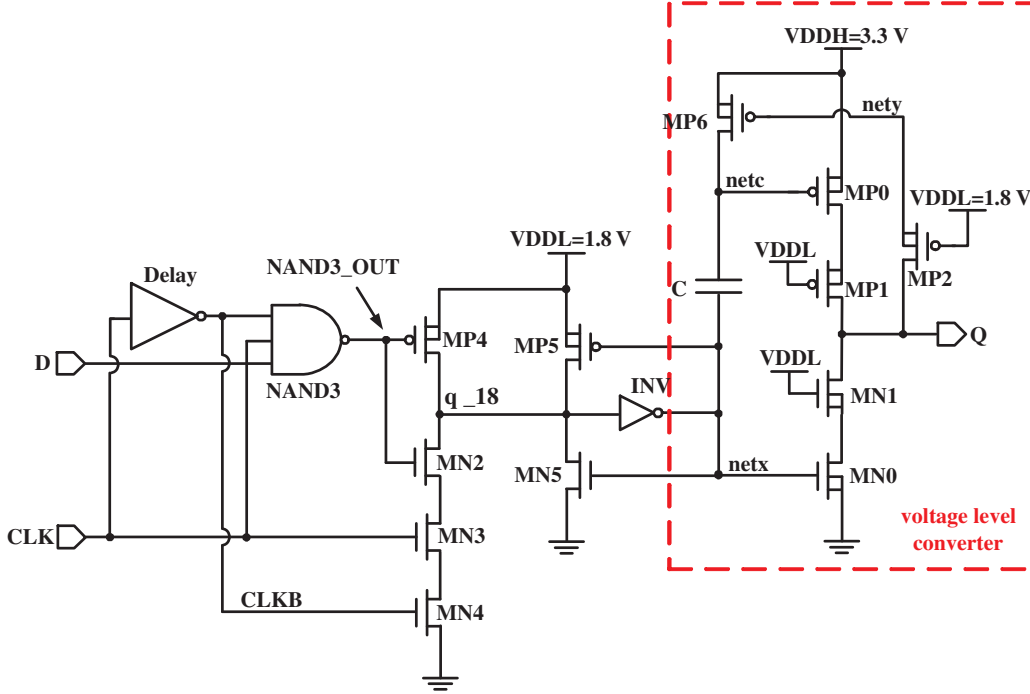 VDDH=3.3 V
MP6
nety
netc
MP0
VDDL=1.8 V
VDDL=1.8 V
Delay
NAND3_OUT
VDDL
C
MP1
MP2
MP4
MP5
D
NAND3
INV
Q
VDDL
q _18
MN1
MN2
MN5
netx
MN0
CLK
MN3
voltage level
converter
CLKB
MN4